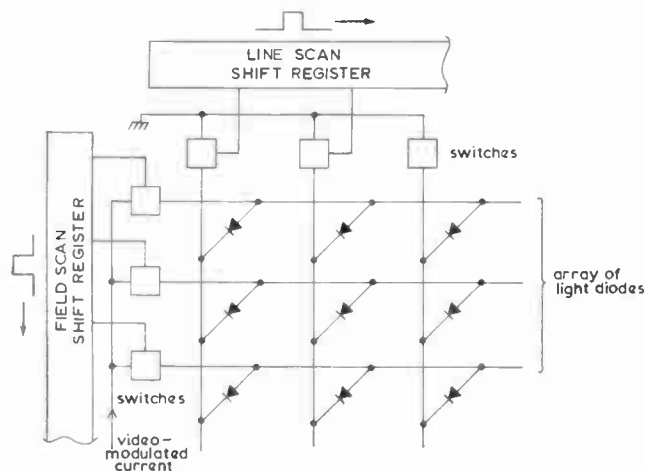 LINE SCAN
SHIFT REGISTER
switches
FIELD SCAN
SHIFT REGISTER
array of
light diodes
switches
video-
modulated
current